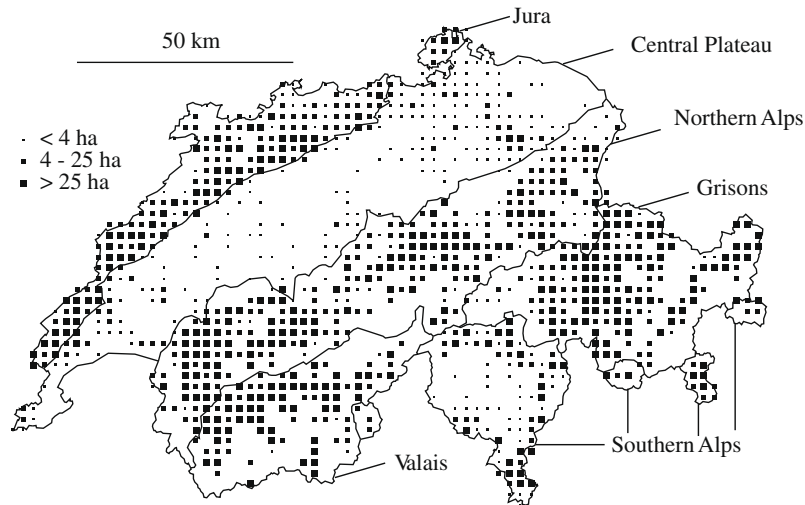 Jura
50 km
Central Plateau
Northern Alps
< 4 ha
4 - 25 ha
> 25 ha
Grisons
Southern Alps
Valais